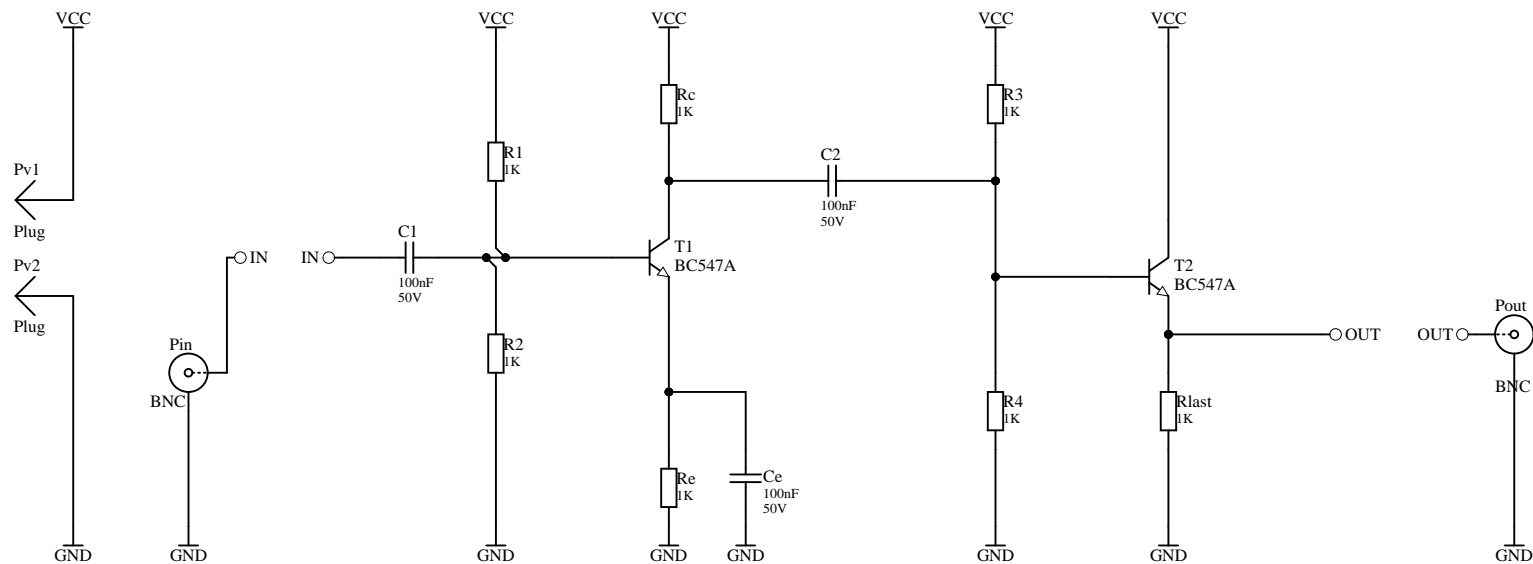 VCC
VCC
VCC
VCC
VCC
Rc
1K
R3
1K
R1
1K
C2
100nF
50V
Pv1
Plug
Pv2
Plug
IN
IN
C1
100nF
50V
T1
BC547A
T2
BC547A
Pin
BNC
R2
1K
OUT
OUT
Pout
BNC
R4
1K
Rlast
1K
Re
1K
Ce
100nF
50V
GND
GND
GND
GND
GND
GND
GND
GND